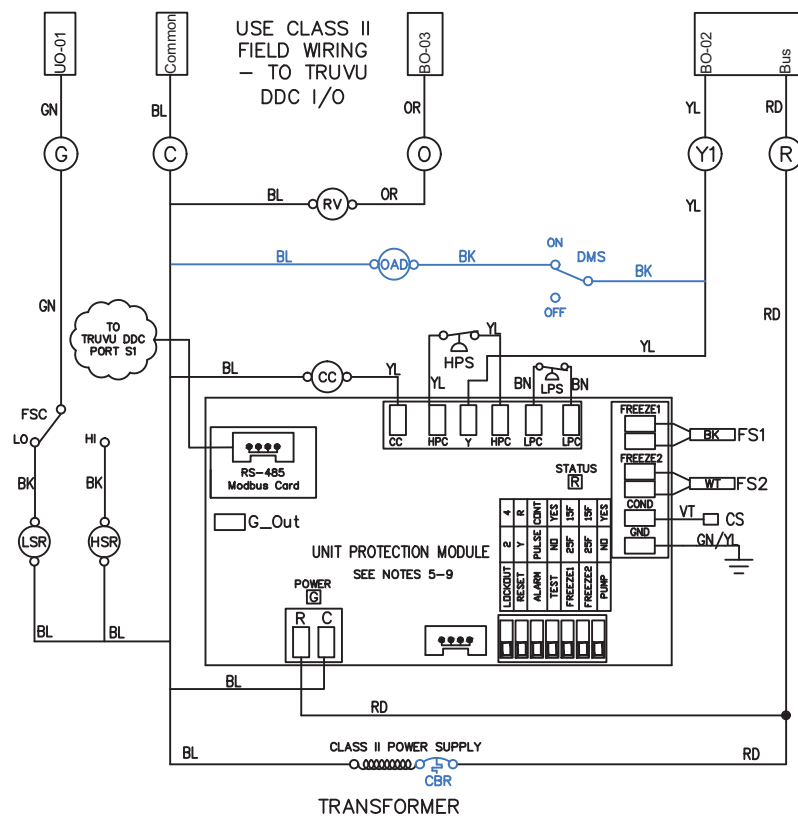 UO-01
Common
USE CLASS II
FIELD WIRING
– TO TRUVU
DDC I/O
BO-03
BO-02
Bus
GN
BL
OR
YL
RD
G
C
O
Y1
R
BL
RV
OR
YL
BL
OAD
BK
ON
DMS
BK
OFF
GN
TO
TRUVU DDC
PORT S1
RD
YL
HPS
YL
YL
BL
CC
YL
BN
LPS
BN
FSC
LO
HI
CC
HPC
Y
HPC
LPC
LPC
FREEZE1
BK
FS1
FREEZE2
WT
FS2
COND
VT
CS
GND
GN/YL
RS-485
Modbus Card
STATUS
R
BK
BK
G_Out
LSR
HSR
UNIT PROTECTION MODULE
SEE NOTES 5-9
LOCKOUT 2 4
RESET Y R
ALARM PULSE CONT
TEST NO YES
FREEZE1 25F 15F
FREEZE2 25F 15F
PUMP NO YES
POWER
G
R C
BL
BL
BL
RD
CLASS II POWER SUPPLY
BL
RD
CBR
TRANSFORMER